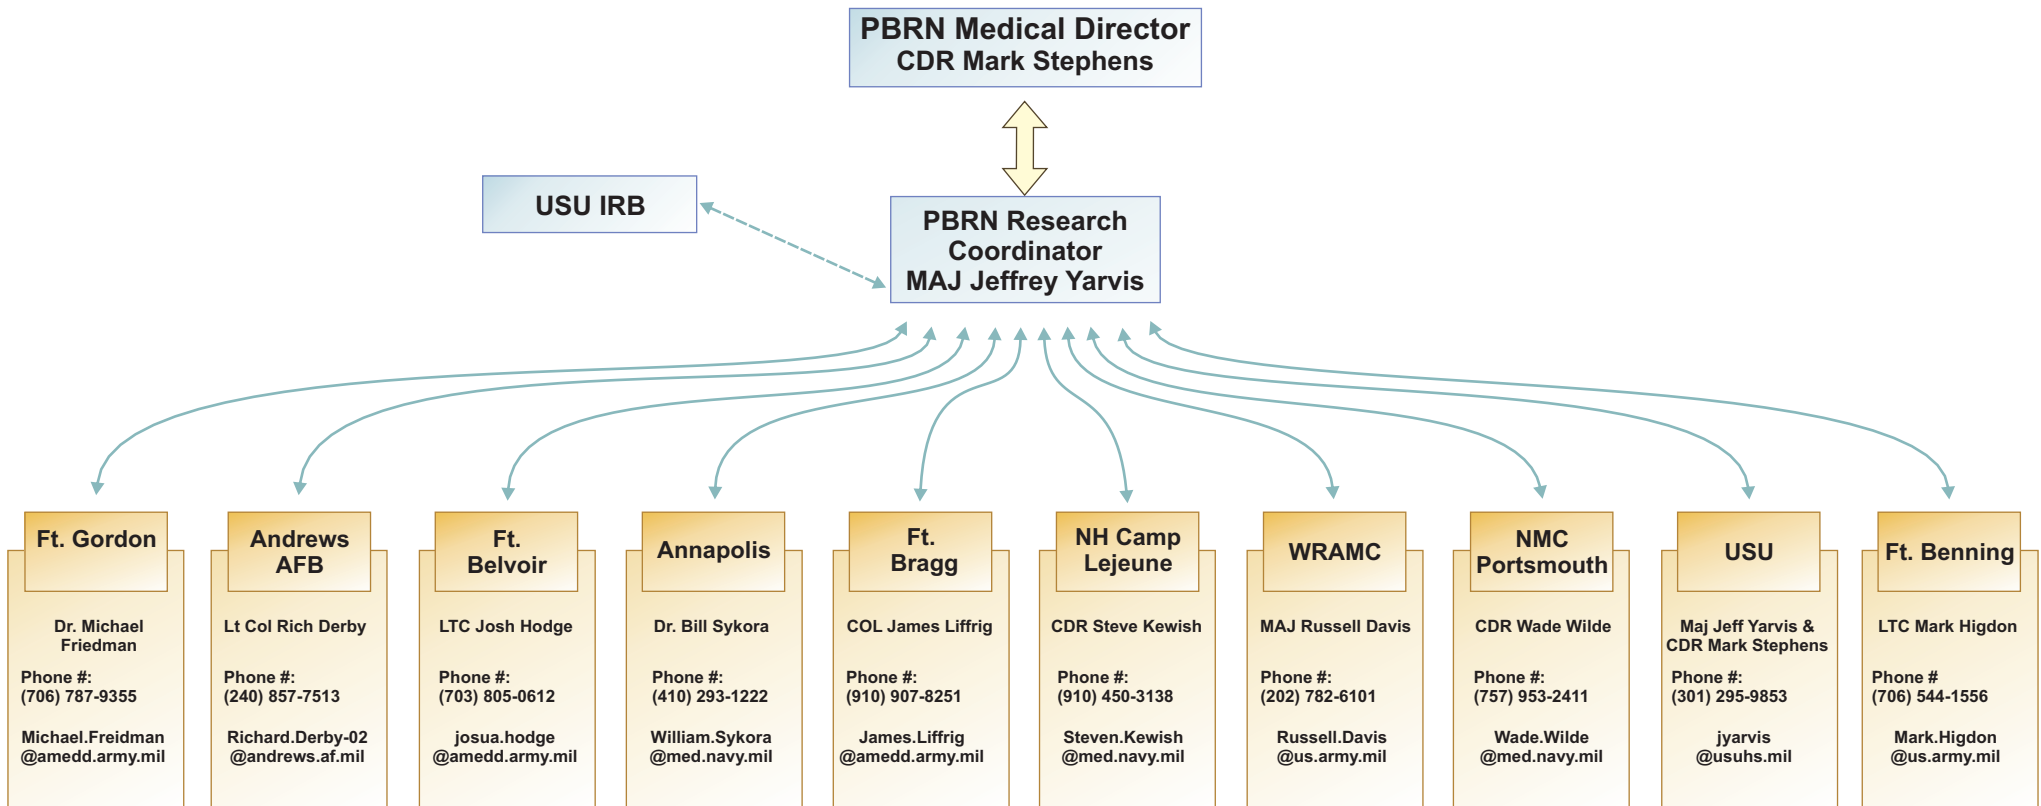 PBRN Medical Director
CDR Mark Stephens
USU IRB
PBRN Research
Coordinator
MAJ Jeffrey Yarvis
Ft. Gordon
Dr. Michael
Friedman
Phone #:
(706) 787-9355
Michael.Freidman
@amedd.army.mil
Andrews
AFB
Lt Col Rich Derby
Phone #:
(240) 857-7513
Richard.Derby-02
@andrews.af.mil
Ft.
Belvoir
LTC Josh Hodge
Phone #:
(703) 805-0612
josua.hodge
@amedd.army.mil
Annapolis
Dr. Bill Sykora
Phone #:
(410) 293-1222
William.Sykora
@med.navy.mil
Ft.
Bragg
COL James Liffrig
Phone #:
(910) 907-8251
James.Liffrig
@amedd.army.mil
NH Camp
Lejeune
CDR Steve Kewish
Phone #:
(910) 450-3138
Steven.Kewish
@med.navy.mil
WRAMC
MAJ Russell Davis
Phone #:
(202) 782-6101
Russell.Davis
@us.army.mil
NMC
Portsmouth
CDR Wade Wilde
Phone #:
(757) 953-2411
Wade.Wilde
@med.navy.mil
USU
Maj Jeff Yarvis &
CDR Mark Stephens
Phone #:
(301) 295-9853
jyarvis
@usuhs.mil
Ft. Benning
LTC Mark Higdon
Phone #
(706) 544-1556
Mark.Higdon
@us.army.mil